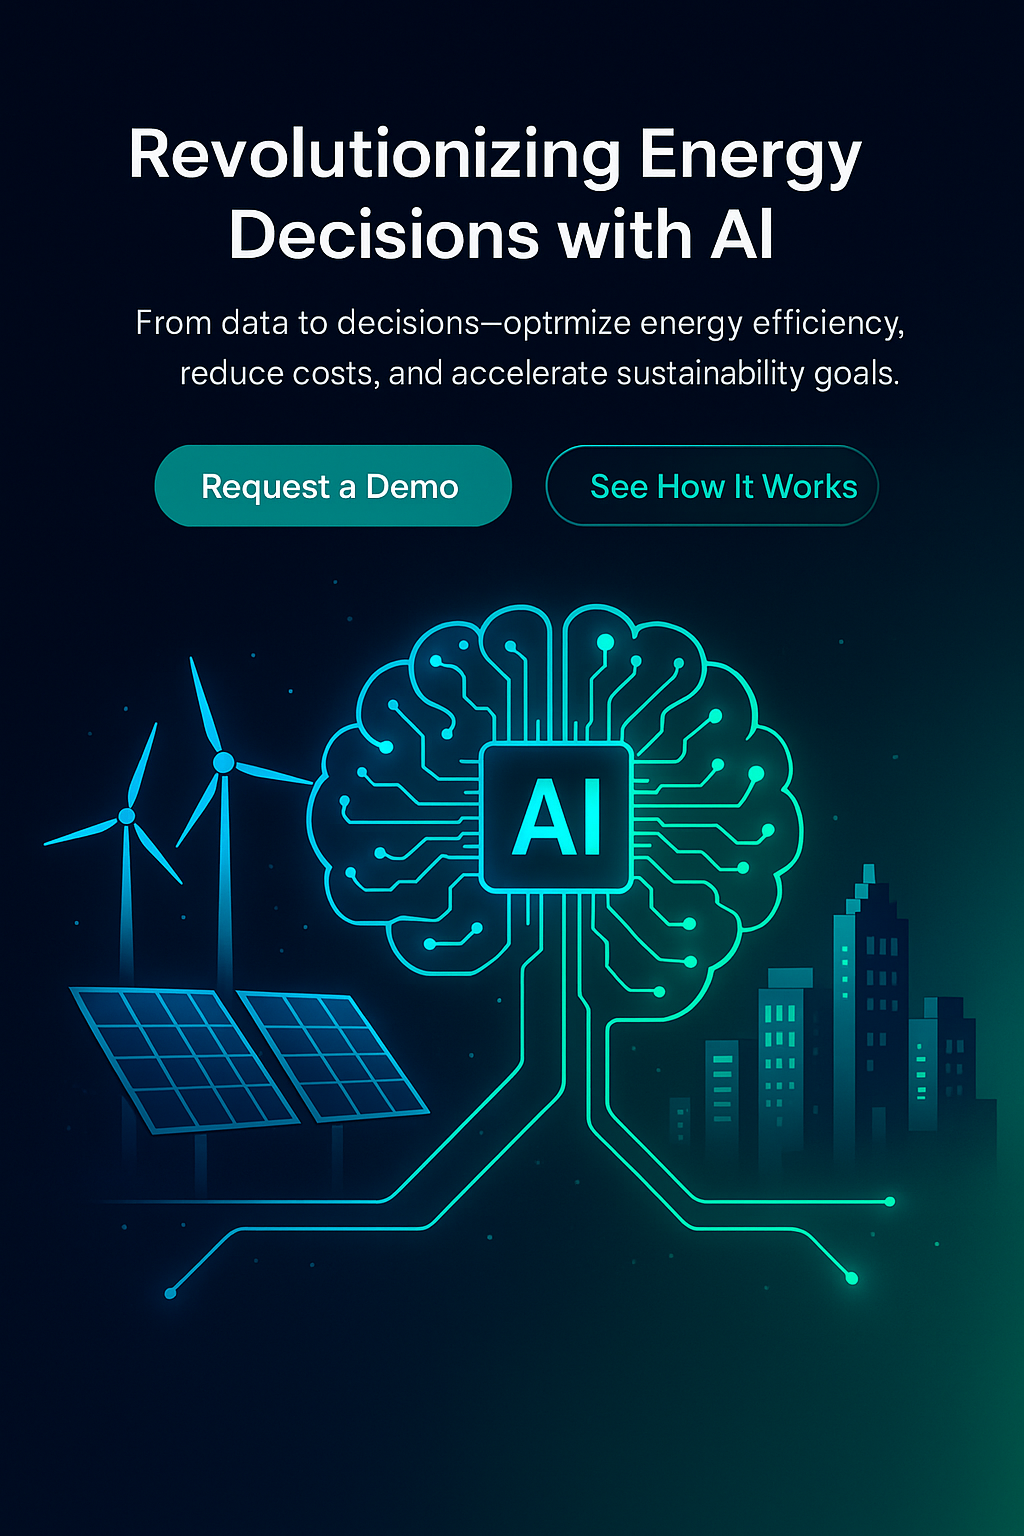 Revolutionizing Energy
Decisions with AI
From data to decisions—optrmize energy efficiency,
reduce costs, and accelerate sustainability goals.
Request a Demo
See How It Works
AI